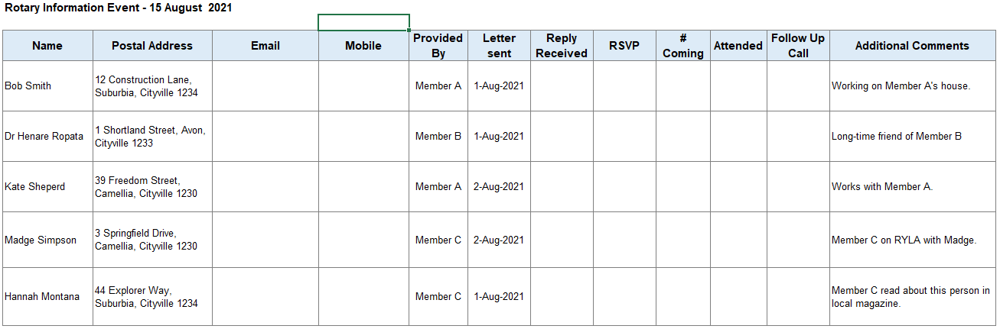 Rotary Information Event - 15 August  2021
Name Postal Address Email Mobile Provided By Letter sent Reply Received RSVP # Coming Attended Follow Up Call Additional Comments
Bob Smith 12 Construction Lane, Suburbia, Cityville 1234 Member A 1-Aug-2021 Working on Member A's house.
Dr Henare Ropata 1 Shortland Street, Avon, Cityville 1233 Member B 1-Aug-2021 Long-time friend of Member B
Kate Sheperd 39 Freedom Street, Camellia, Cityville 1230 Member A 2-Aug-2021 Works with Member A.
Madge Simpson 3 Springfield Drive, Camellia, Cityville 1230 Member C 2-Aug-2021 Member C on RYLA with Madge.
Hannah Montana 44 Explorer Way, Suburbia, Cityville 1234 Member C 1-Aug-2021 Member C read about this person in local magazine.